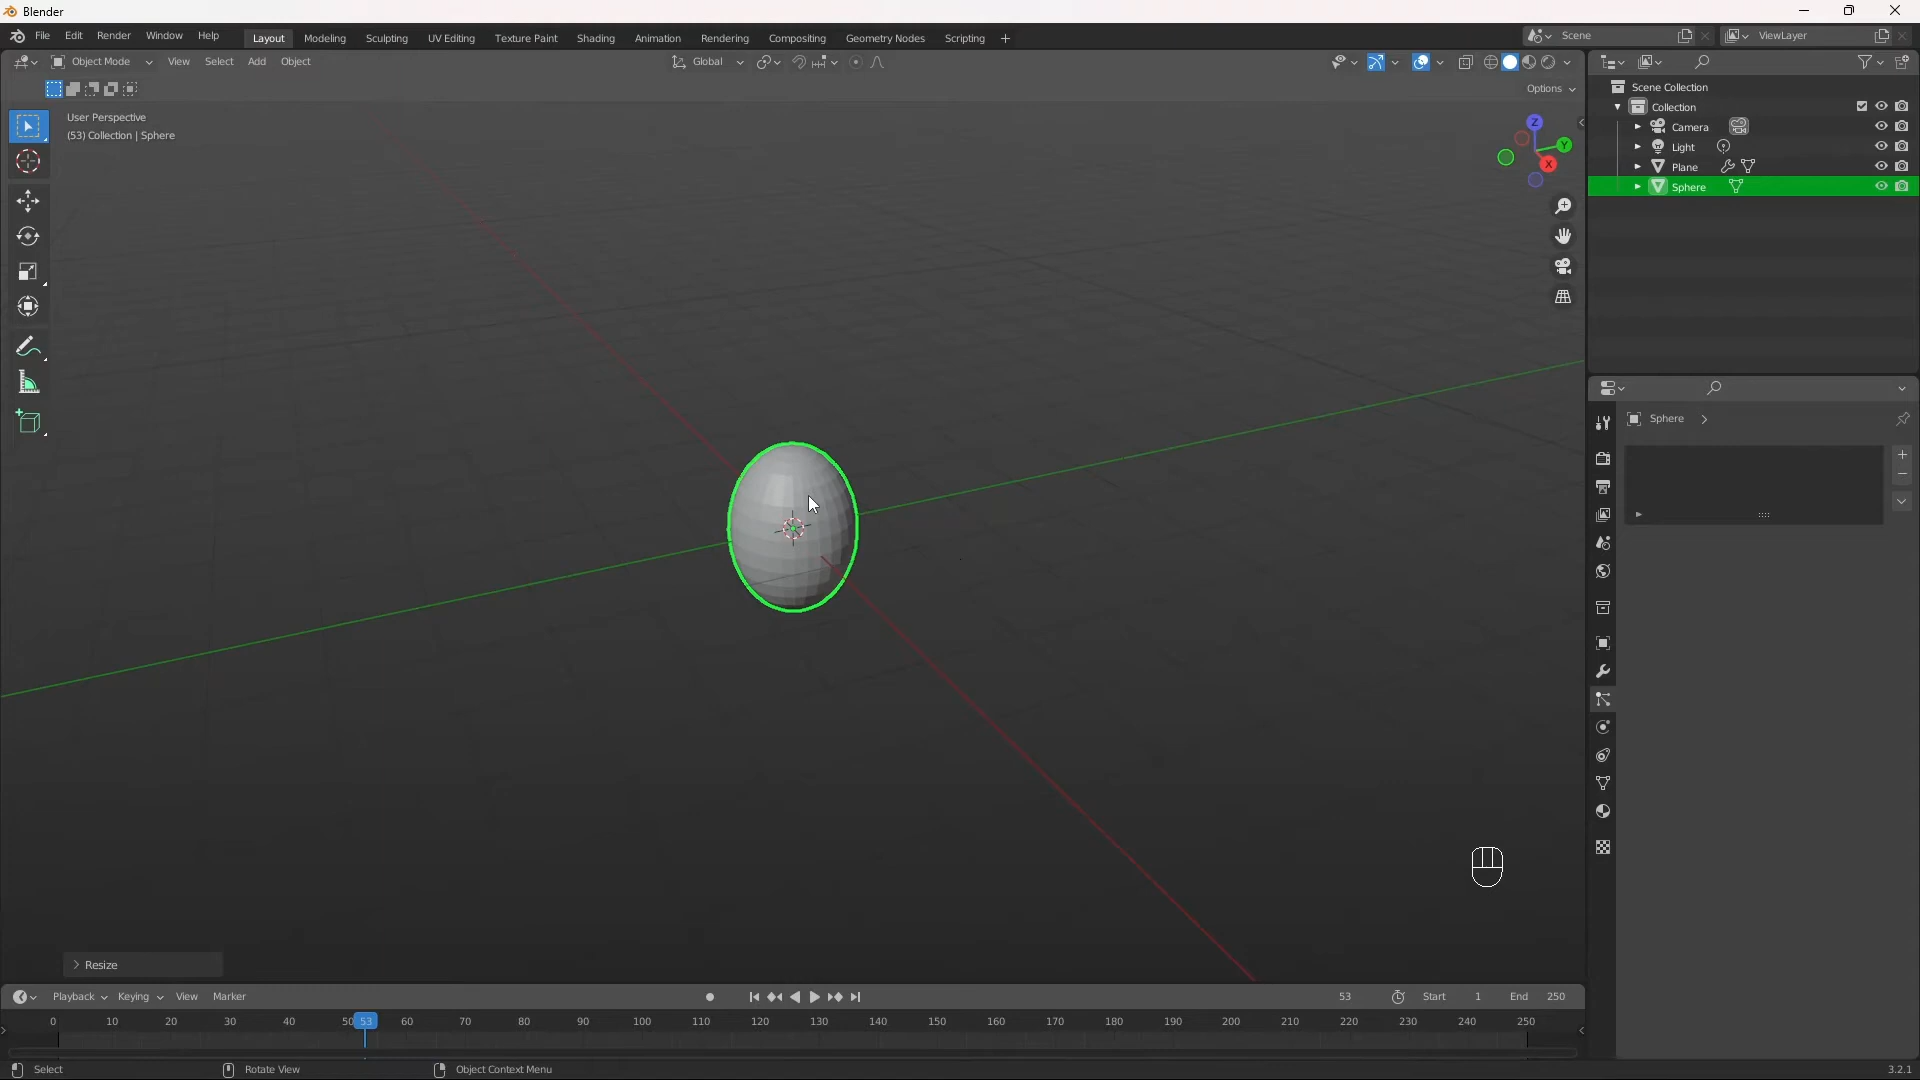 Blender
File Edit Render Window Help Layout Modeling Sculpting UV Editing Texture Paint Shading Animation Rendering Compositing Geometry Nodes Scripting + Scene ViewLayer
Object Mode View Select Add Object Global
Options
User Perspective
(53) Collection | Sphere
Z
Y
X
Scene Collection
Collection
Camera
Light
Plane
Sphere
Sphere
Resize
Playback Keying View Marker 53 Start 1 End 250
0 10 20 30 40 50 53 60 70 80 90 100 110 120 130 140 150 160 170 180 190 200 210 220 230 240 250
Select Rotate View Object Context Menu 3.2.1